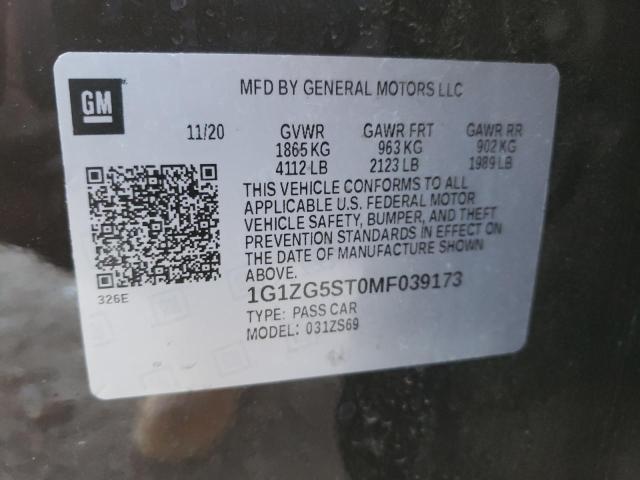 GM
MFD BY GENERAL MOTORS LLC
11/20 GVWR GAWR FRT GAWR RR
1865 KG 963 KG 902 KG
4112 LB 2123 LB 1989 LB
THIS VEHICLE CONFORMS TO ALL
APPLICABLE U.S. FEDERAL MOTOR
VEHICLE SAFETY, BUMPER, AND THEFT
PREVENTION STANDARDS IN EFFECT ON
THE DATE OF MANUFACTURE SHOWN
ABOVE.
326E
1G1ZG5ST0MF039173
TYPE: PASS CAR
MODEL: 031ZS69